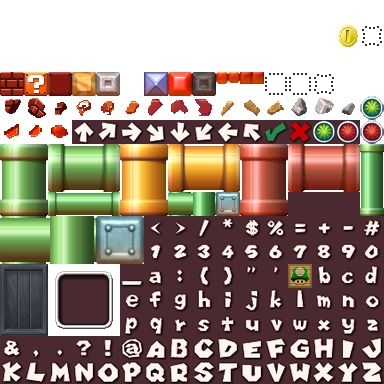 ?
< > / * $ % = + - #
1 2 3 4 5 6 7 8 9 0
_ a : ( ) " ' b c d
e f g h i j k l m n o
p q r s t u v w x y z
& , . ? ! @ A B C D E F G H I J
K L M N O P Q R S T U V W X Y Z